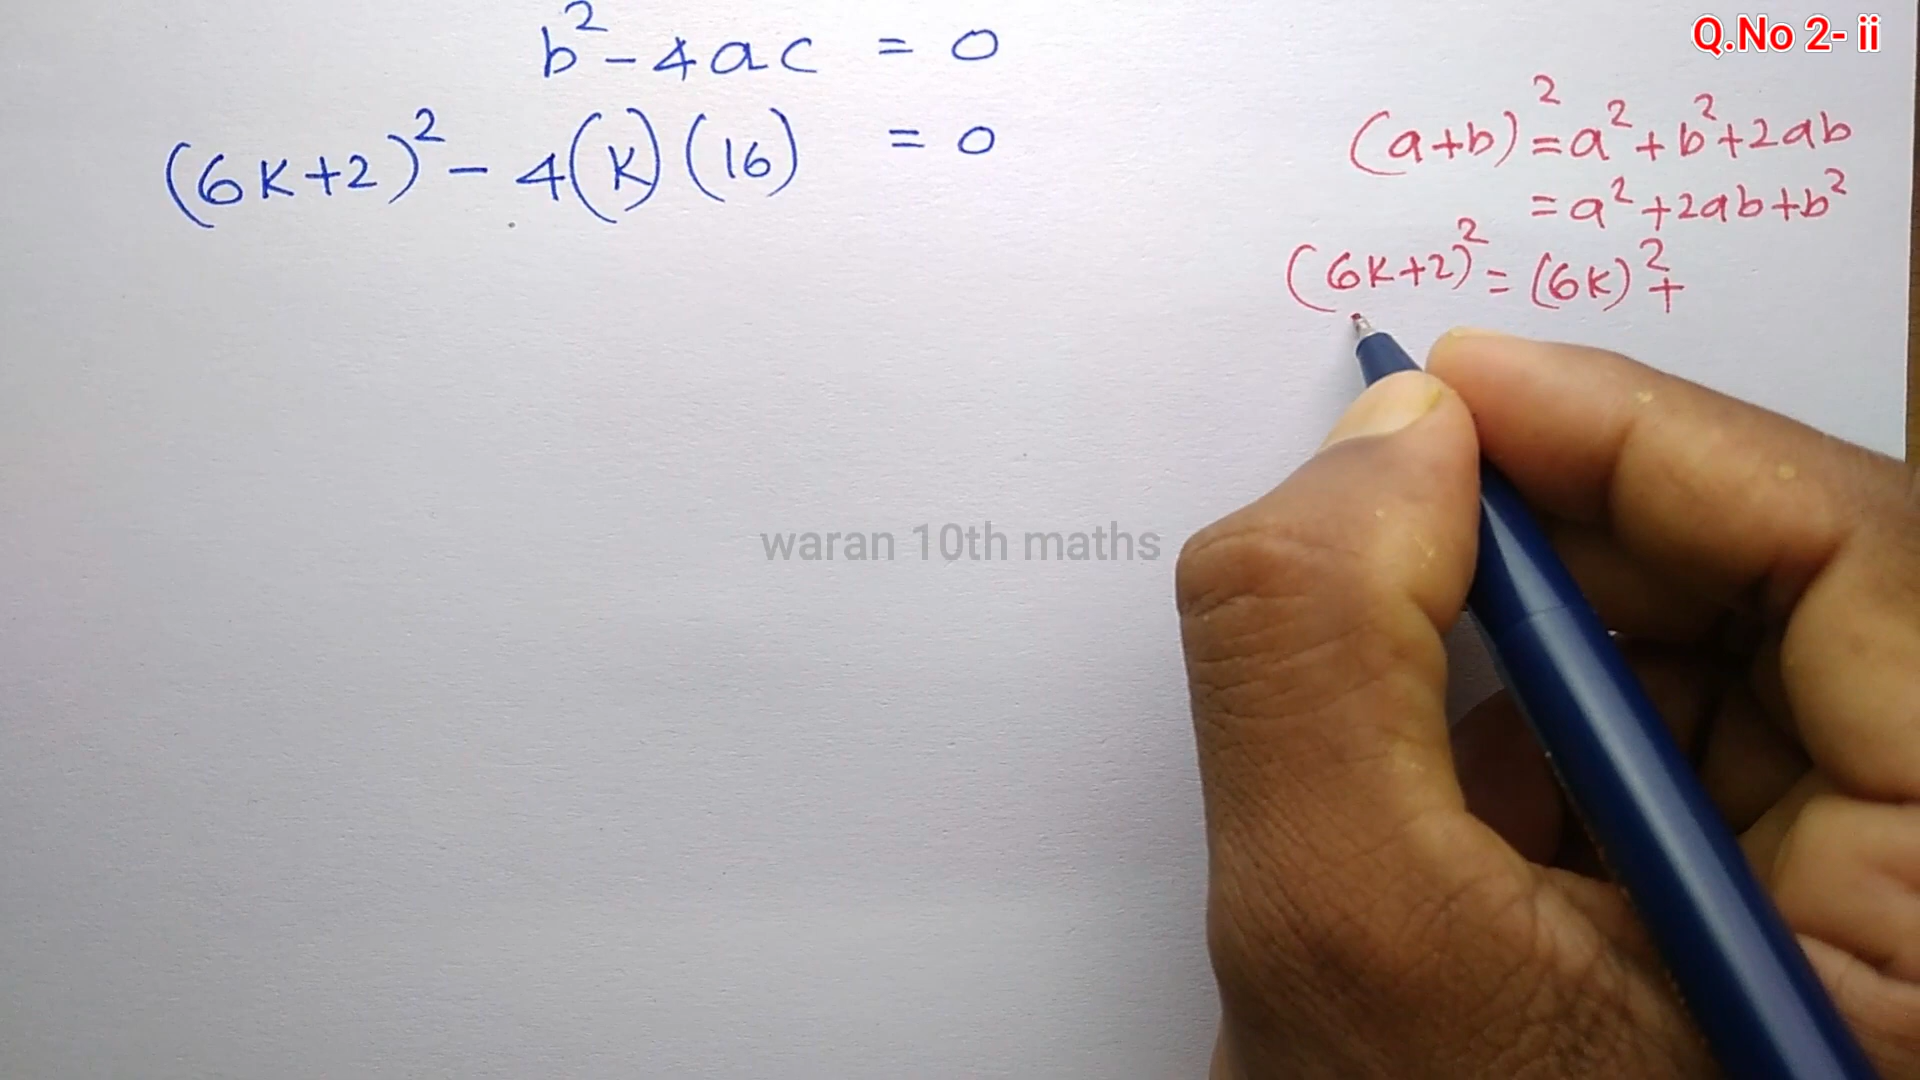 Q.No 2- ii
b² - 4ac = 0
(6k+2)² - 4(k)(16) = 0
(a+b)² = a² + b² + 2ab
= a² + 2ab + b²
(6k+2)² = (6k)² +
waran 10th maths